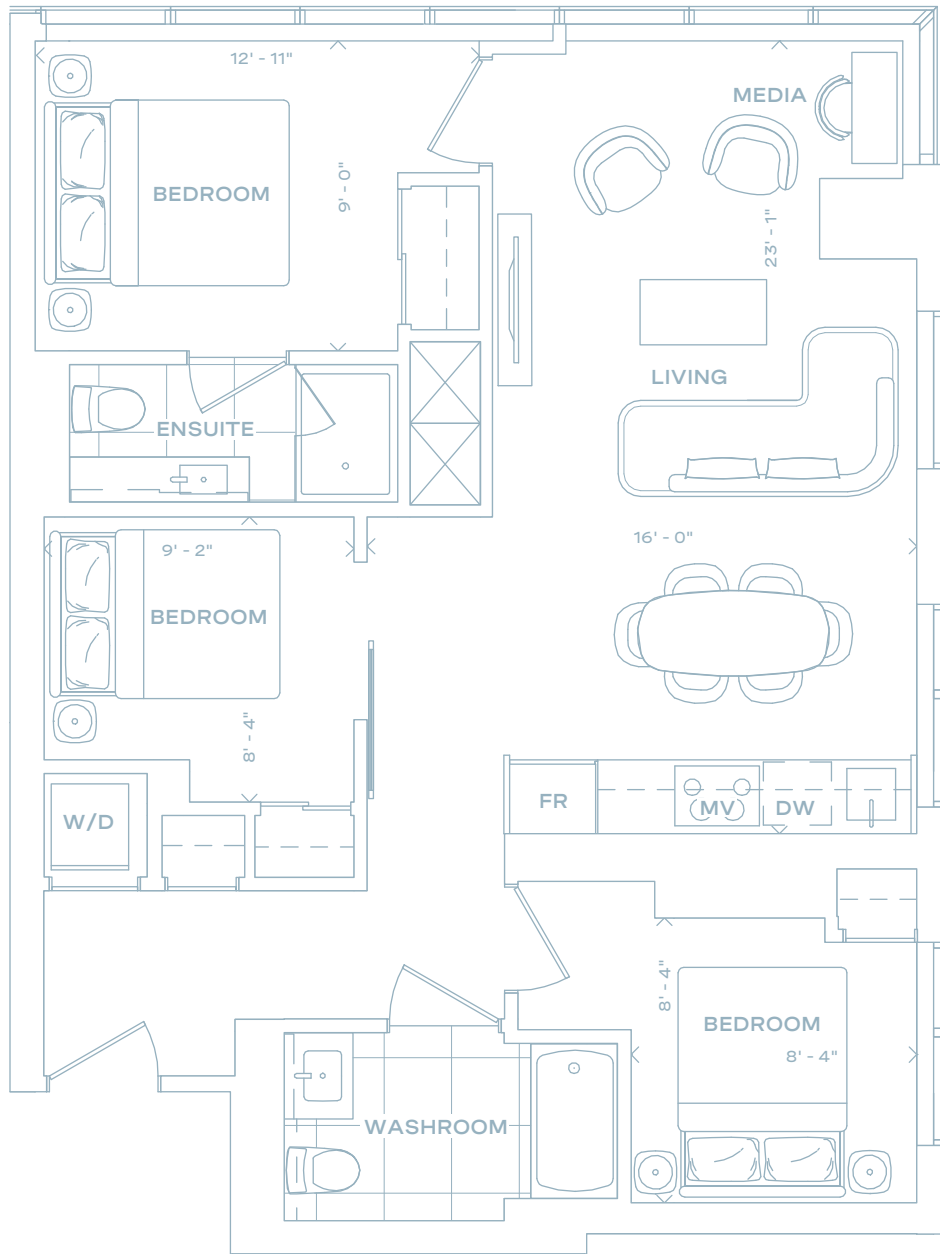 12' - 11"
MEDIA
BEDROOM
9' - 0"
23' - 1"
LIVING
ENSUITE
16' - 0"
9' - 2"
BEDROOM
8' - 4"
FR
MV
DW
W/D
8' - 4"
BEDROOM
8' - 4"
WASHROOM